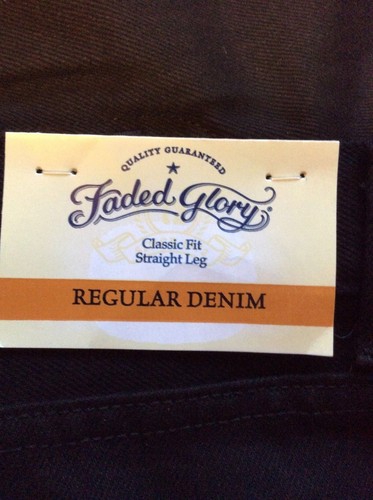 QUALITY GUARANTEED
Faded Glory
Classic Fit
Straight Leg
REGULAR DENIM